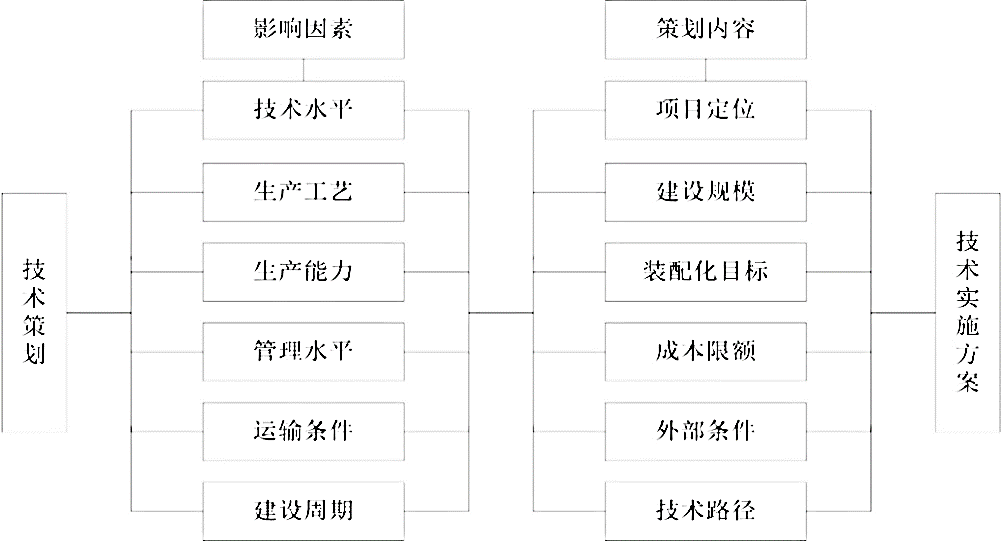 影响因素
策划内容
技术水平
项目定位
生产工艺
建设规模
技术策划
生产能力
装配化目标
技术实施方案
管理水平
成本限额
运输条件
外部条件
建设周期
技术路径